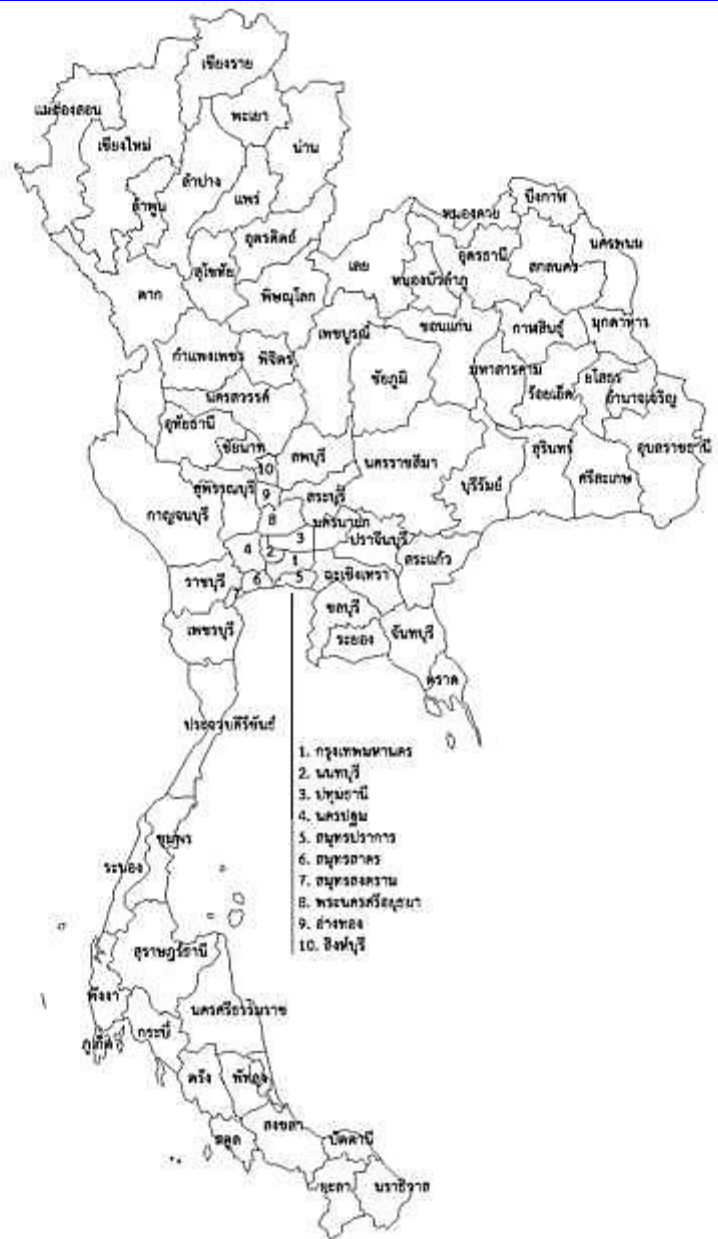 เชียงราย
แม่ฮ่องสอน
พะเยา
เชียงใหม่
น่าน
ลำปาง
แพร่
ลำพูน
บึงกาฬ
หนองคาย
อุตรดิตถ์
นครพนม
อุดรธานี
เลย
สกลนคร
สุโขทัย
หนองบัวลำภู
ตาก
พิษณุโลก
เพชรบูรณ์
ขอนแก่น
กาฬสินธุ์
มุกดาหาร
กำแพงเพชร
พิจิตร
ชัยภูมิ
มหาสารคาม
ยโสธร
ร้อยเอ็ด
อำนาจเจริญ
นครสวรรค์
อุทัยธานี
ชัยนาท
ลพบุรี
นครราชสีมา
สุรินทร์
อุบลราชธานี
10
บุรีรัมย์
ศรีสะเกษ
สุพรรณบุรี
9
สระบุรี
กาญจนบุรี
8
นครนายก
3
ปราจีนบุรี
4
2
1
สระแก้ว
ราชบุรี
6
5
ฉะเชิงเทรา
7
ชลบุรี
เพชรบุรี
ระยอง
จันทบุรี
ตราด
ประจวบคีรีขันธ์
1. กรุงเทพมหานคร
2. นนทบุรี
3. ปทุมธานี
4. นครปฐม
5. สมุทรปราการ
6. สมุทรสาคร
7. สมุทรสงคราม
8. พระนครศรีอยุธยา
9. อ่างทอง
10. สิงห์บุรี
ชุมพร
ระนอง
สุราษฎร์ธานี
พังงา
นครศรีธรรมราช
กระบี่
ภูเก็ต
ตรัง
พัทลุง
สงขลา
สตูล
ปัตตานี
ยะลา
นราธิวาส